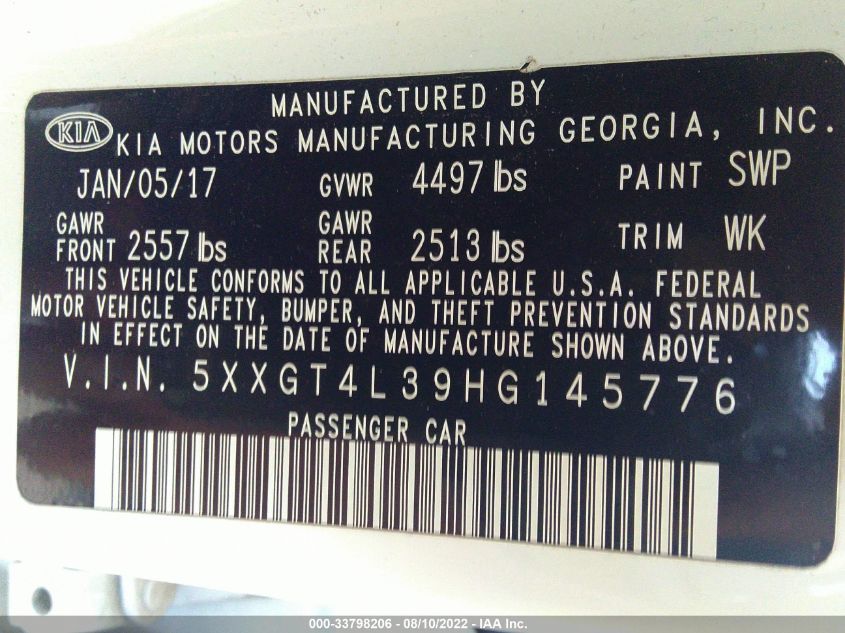 MANUFACTURED BY
KIA KIA MOTORS MANUFACTURING GEORGIA, INC.
JAN/05/17 GVWR 4497 lbs PAINT SWP
GAWR FRONT 2557 lbs GAWR REAR 2513 lbs TRIM WK
THIS VEHICLE CONFORMS TO ALL APPLICABLE U.S.A. FEDERAL
MOTOR VEHICLE SAFETY, BUMPER, AND THEFT PREVENTION STANDARDS
IN EFFECT ON THE DATE OF MANUFACTURE SHOWN ABOVE.
V.I.N. 5XXGT4L39HG145776
PASSENGER CAR
000-33798206 - 08/10/2022 - IAA Inc.